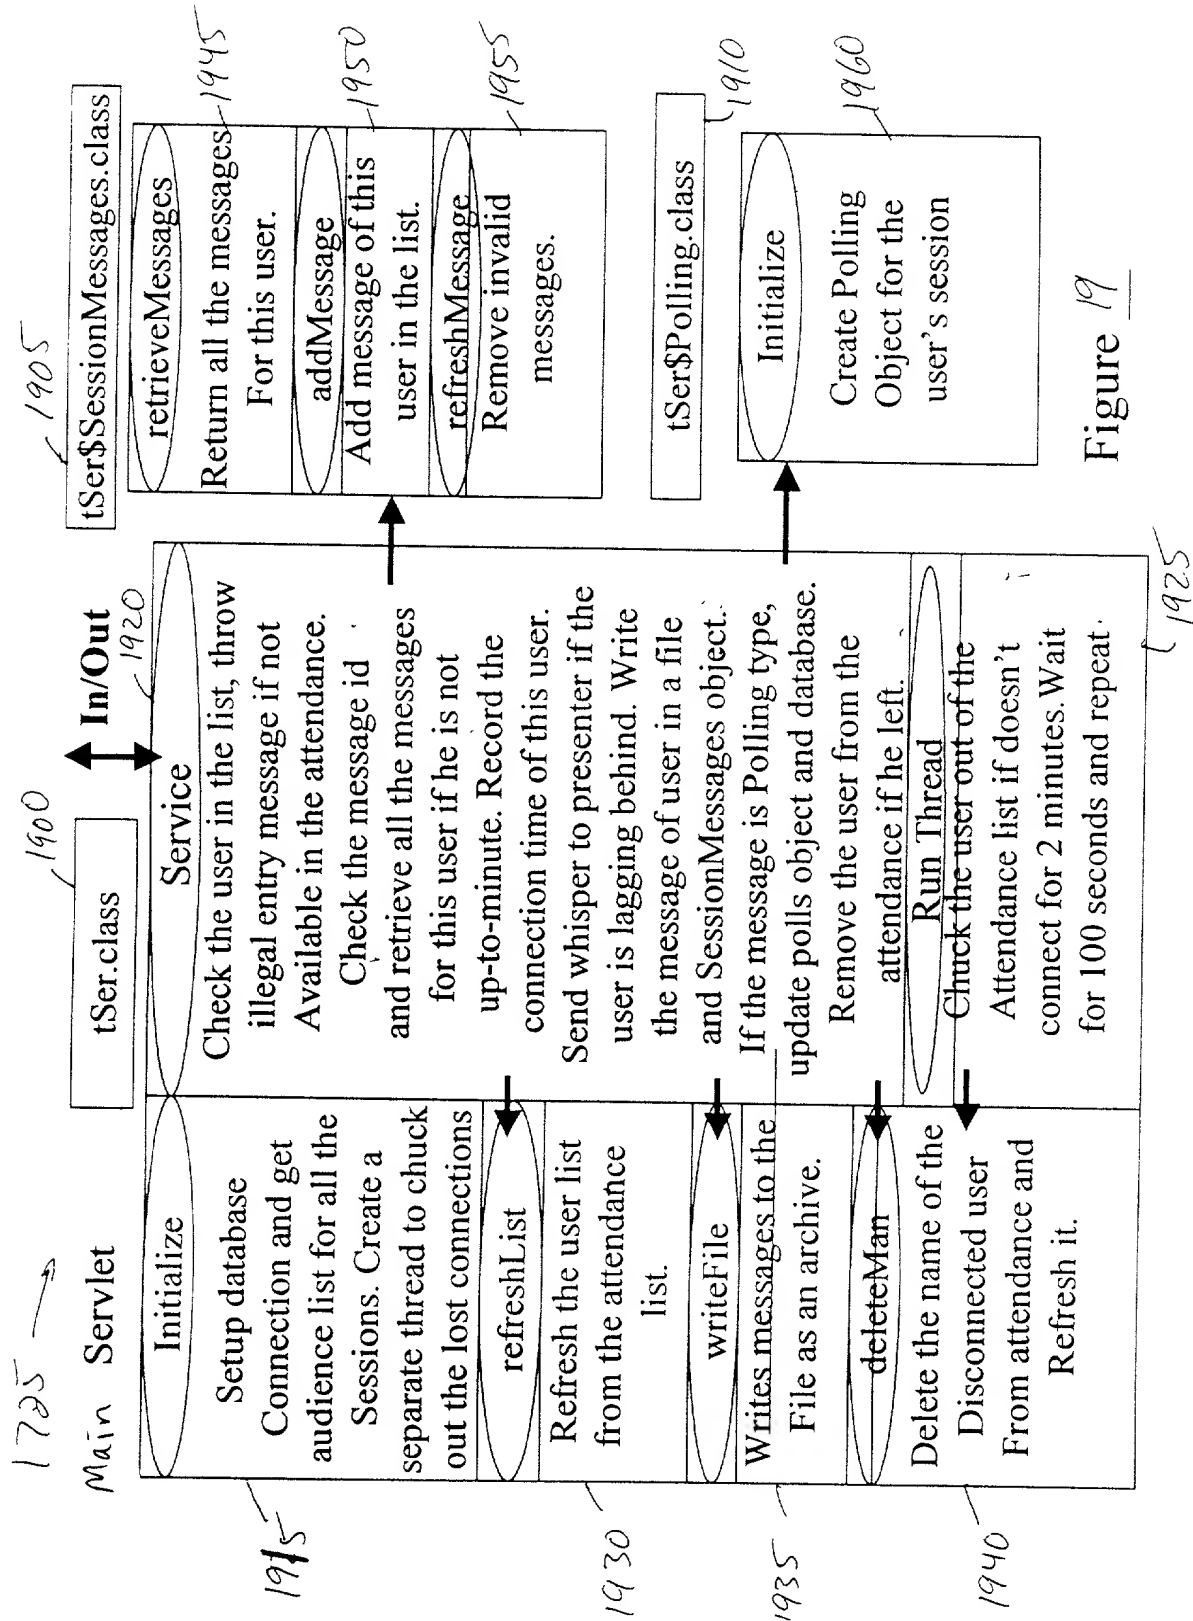 1725
Main Servlet
1900
tSer.class
In/Out
1920
1905
tSer$SessionMessages.class
Initialize
Setup database
Connection and get
audience list for all the
Sessions. Create a
separate thread to chuck
out the lost connections
1915
refreshList
Refresh the user list
from the attendance
list.
1930
writeFile
Writes messages to the
File as an archive.
1935
deleteMan
Delete the name of the
Disconnected user
From attendance and
Refresh it.
1940
Service
Check the user in the list, throw
illegal entry message if not
Available in the attendance.
Check the message id
and retrieve all the messages
for this user if he is not
up-to-minute. Record the
connection time of this user.
Send whisper to presenter if the
user is lagging behind. Write
the message of user in a file
and SessionMessages object.
If the message is Polling type,
update polls object and database.
Remove the user from the
attendance if he left.
Run Thread
Chuck the user out of the
Attendance list if doesn't
connect for 2 minutes. Wait
for 100 seconds and repeat
1925
retrieveMessages
Return all the messages
For this user.
1945
addMessage
Add message of this
user in the list.
1950
refreshMessage
Remove invalid
messages.
1955
tSer$Polling.class
1910
Initialize
Create Polling
Object for the
user's session
1960
Figure 19